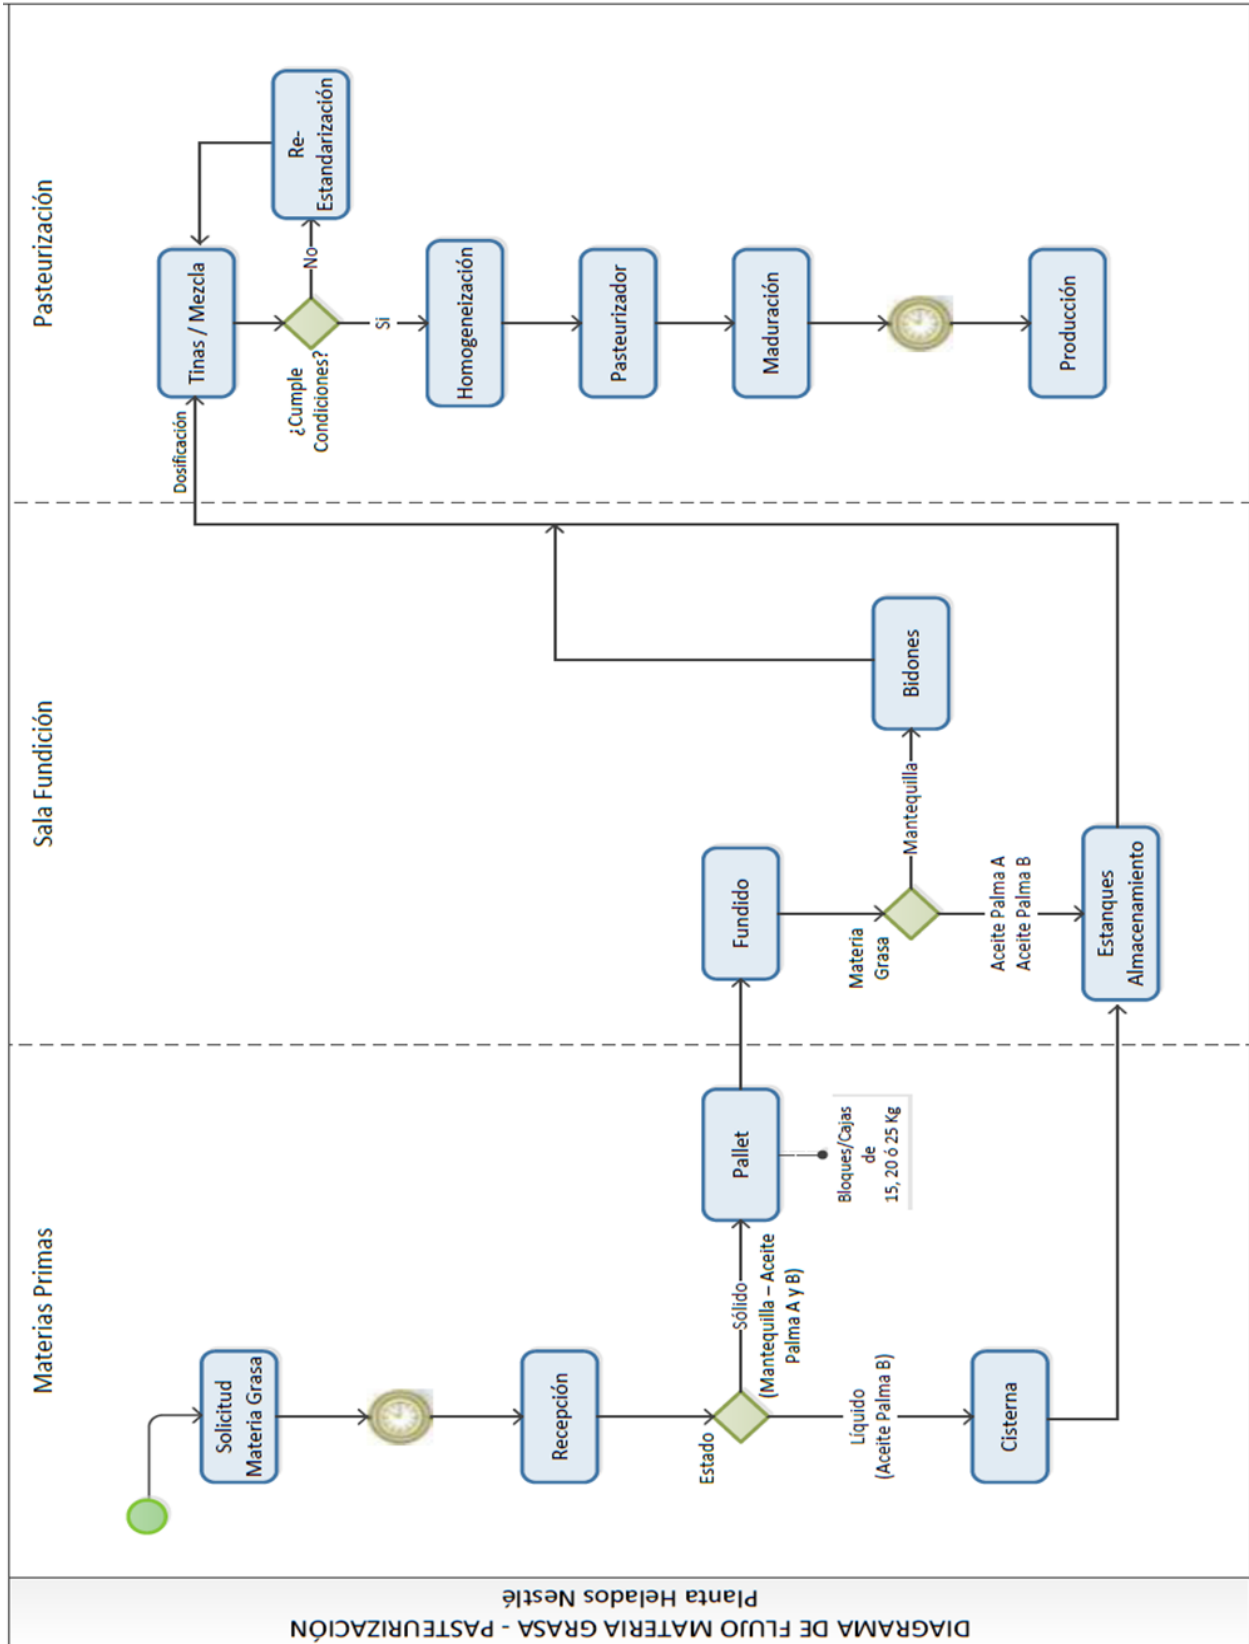 DIAGRAMA DE FLUJO MATERIA GRASA - PASTEURIZACIÓN
Planta Helados Nestlé
Materias Primas
Solicitud
Materia Grasa
Recepción
Estado
Sólido
(Mantequilla – Aceite
Palma A y B)
Líquido
(Aceite Palma B)
Cisterna
Pallet
Bloques/Cajas
de
15, 20 ó 25 Kg
Sala Fundición
Fundido
Materia
Grasa
Mantequilla
Bidones
Aceite Palma A
Aceite Palma B
Estanques
Almacenamiento
Pasteurización
Dosificación
Tinas / Mezcla
¿Cumple
Condiciones?
No
Re-
Estandarización
Si
Homogeneización
Pasteurizador
Maduración
Producción